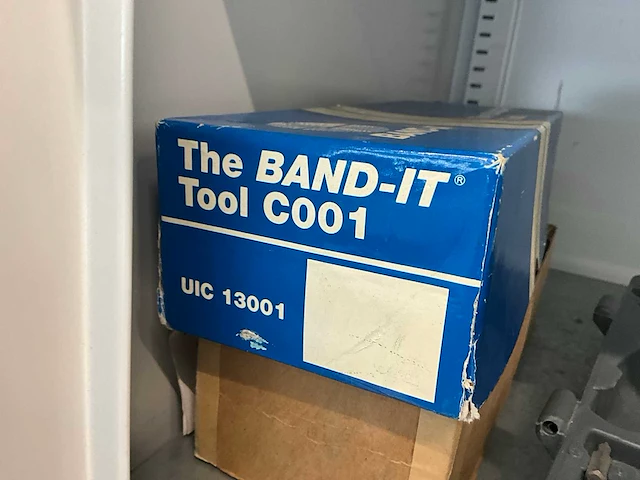 The BAND-IT®
Tool C001
UIC 13001